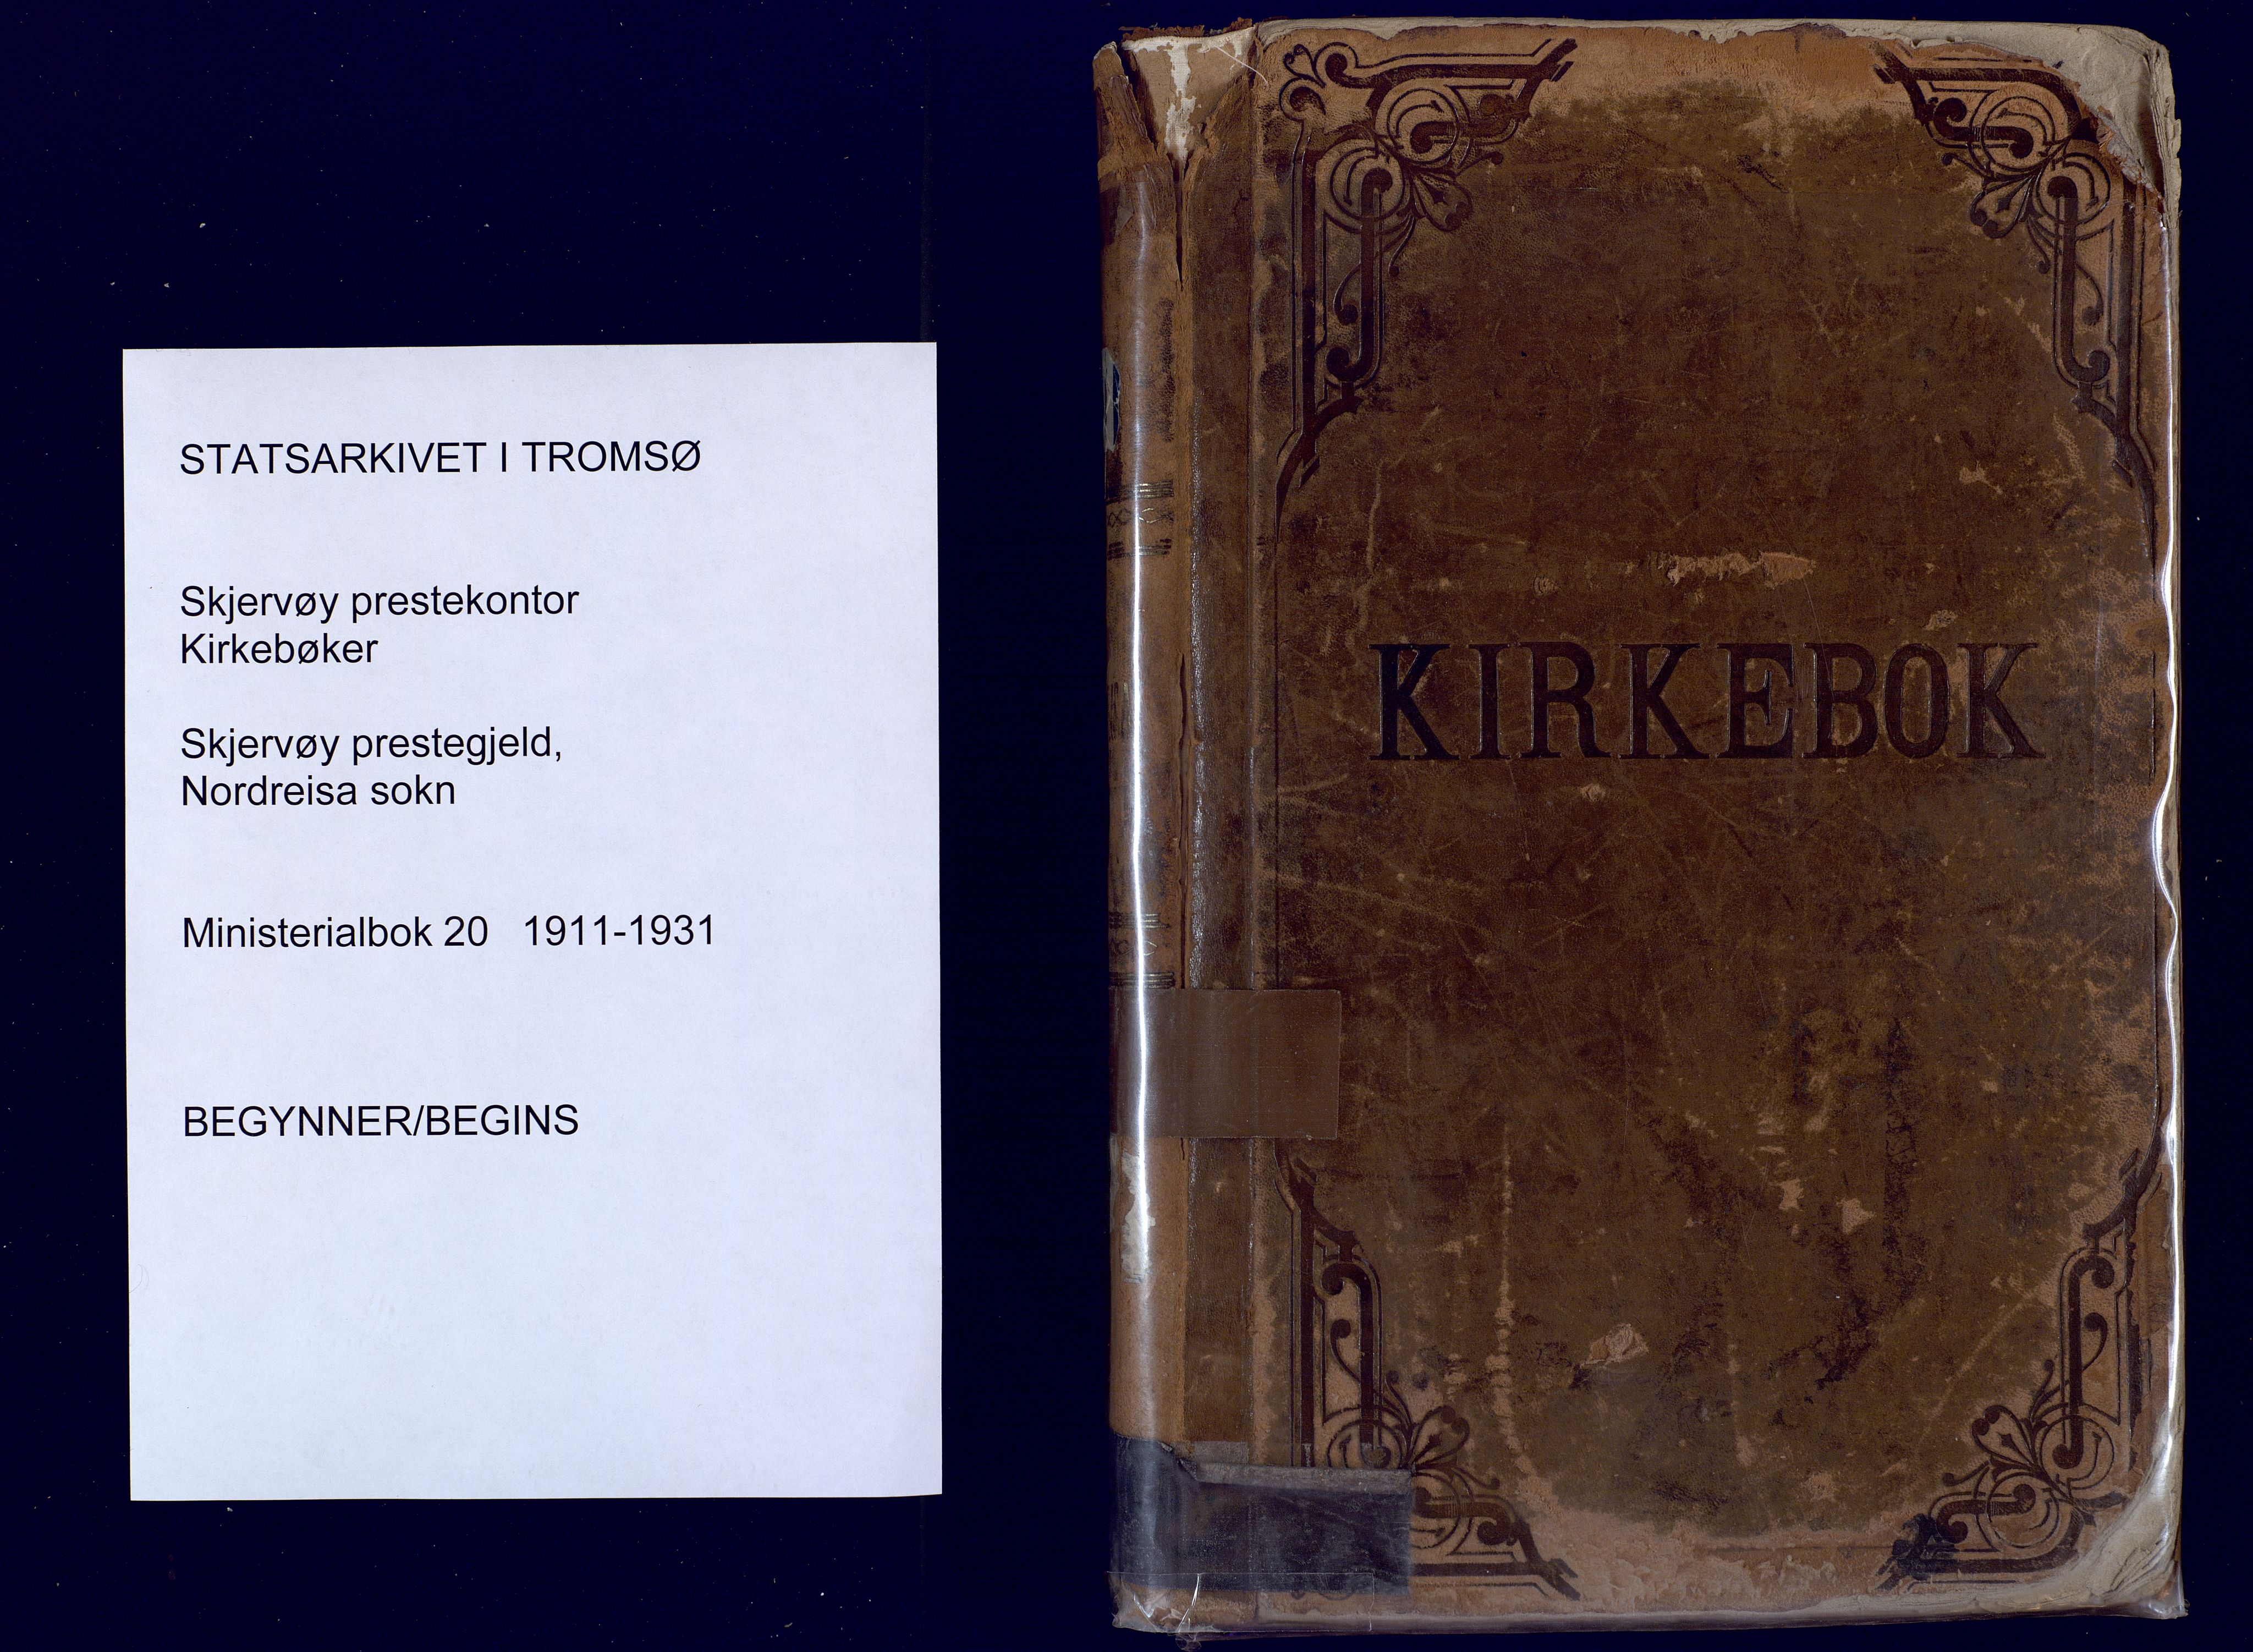 STATSARKIVET I TROMSØ
Skjervøy prestekontor
Kirkebøker
Skjervøy prestegjeld,
Nordreisa sokn
Ministerialbok 20 1911-1931
BEGYNNER/BEGINS
KIRKEBOK